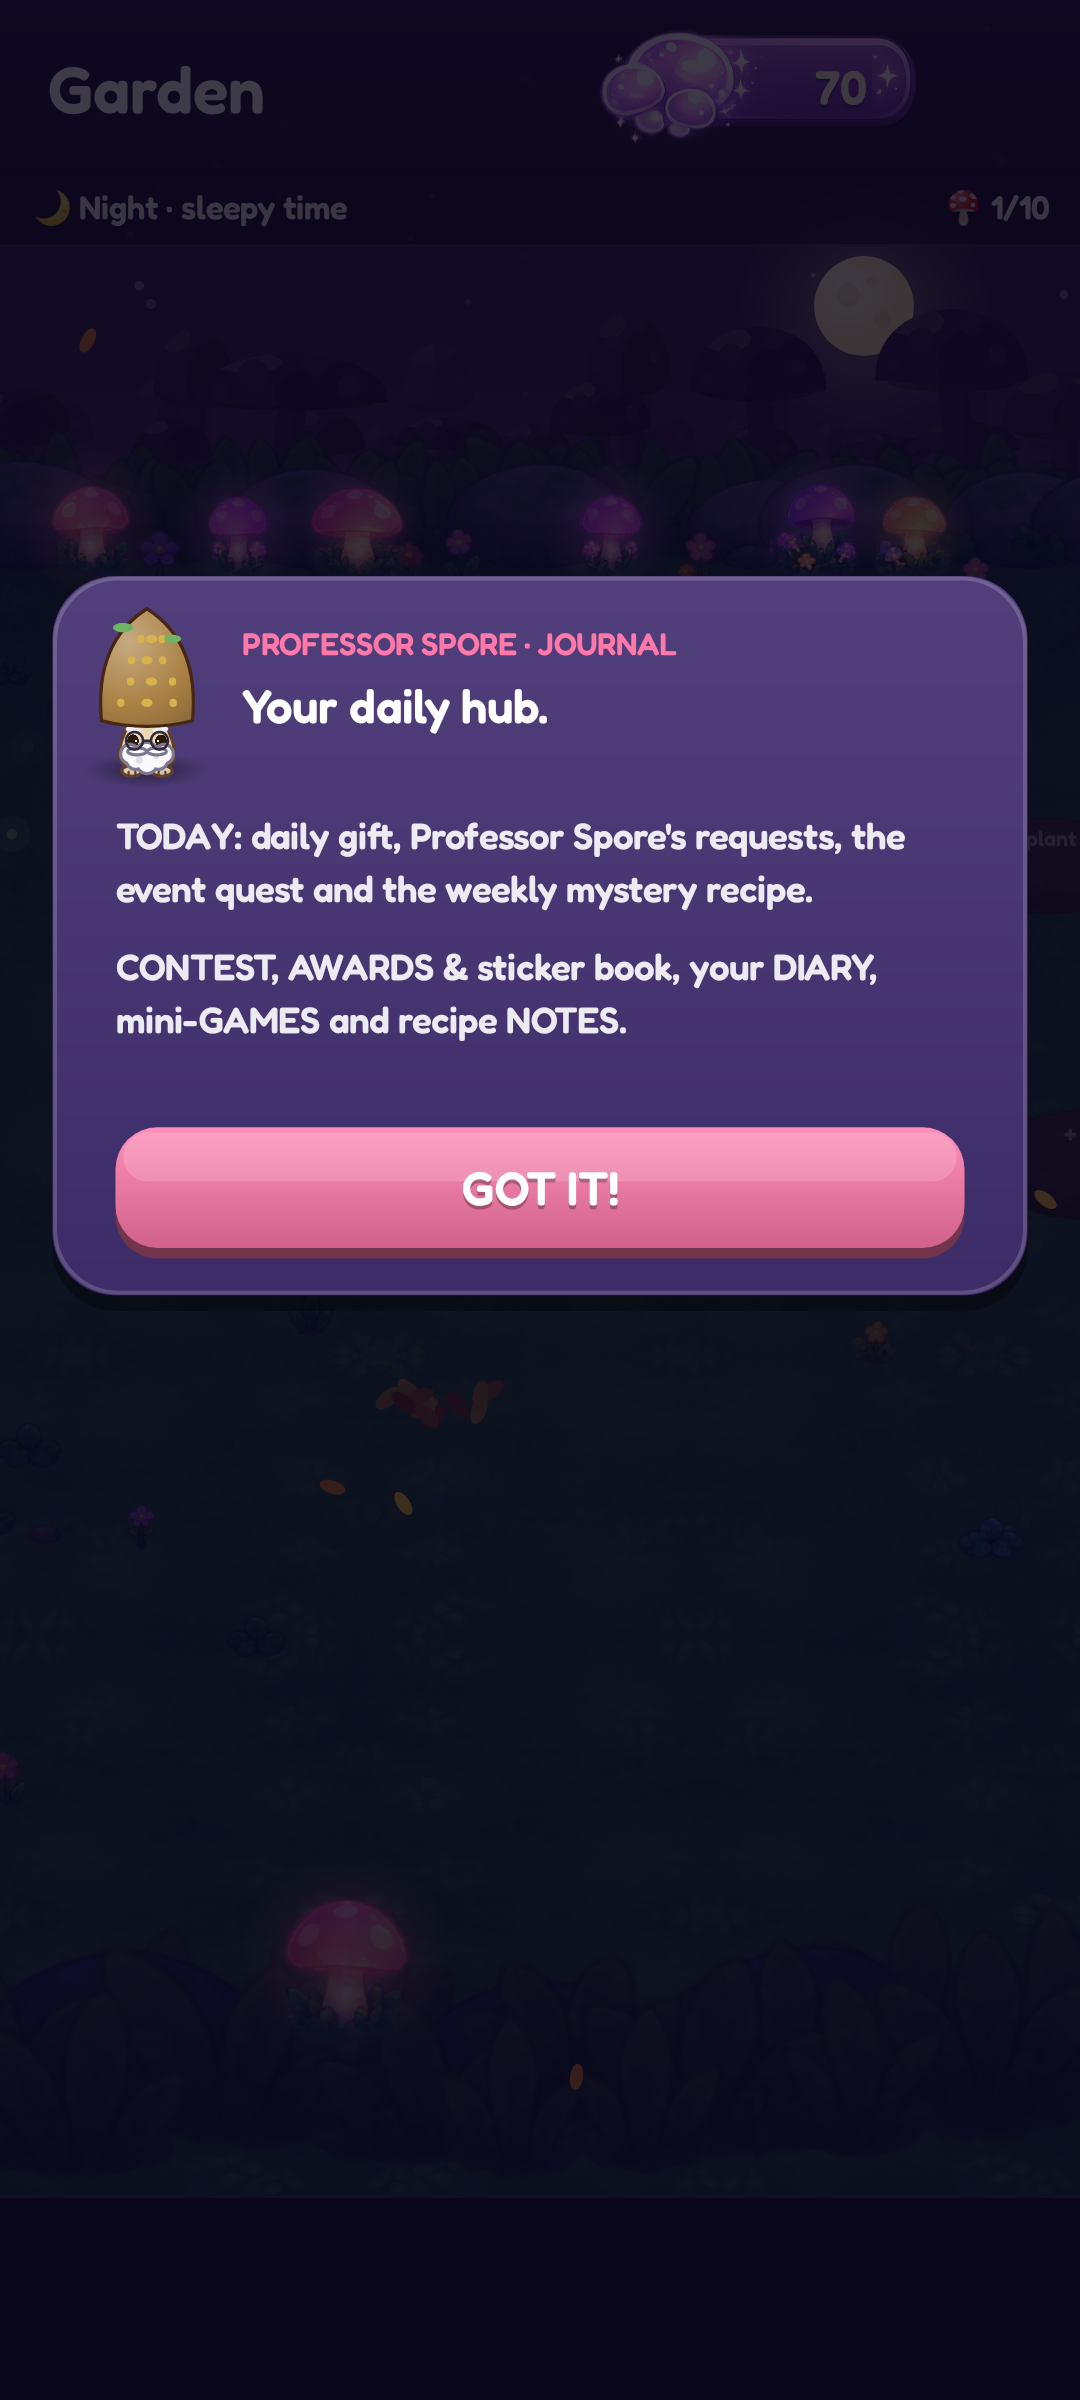 Garden
70
Night · sleepy time
1/10
PROFESSOR SPORE · JOURNAL
Your daily hub.
TODAY: daily gift, Professor Spore's requests, the
plant
event quest and the weekly mystery recipe.
CONTEST, AWARDS & sticker book, your DIARY,
mini-GAMES and recipe NOTES.
+
GOT IT!